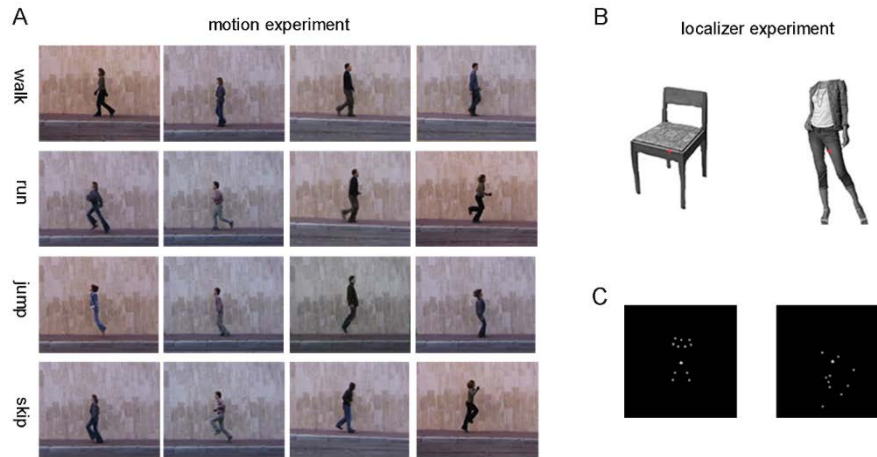 A
motion experiment
walk
run
jump
skip
B
localizer experiment
C